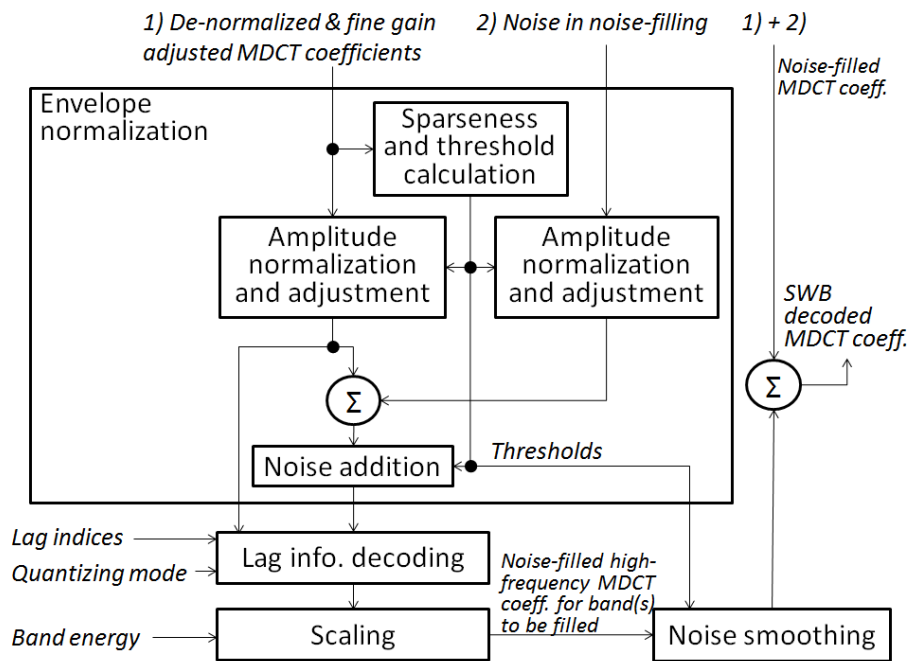 1) De-normalized & fine gain
adjusted MDCT coefficients
2) Noise in noise-filling
1) + 2)
Noise-filled
MDCT coeff.
Envelope
normalization
Sparseness
and threshold
calculation
Amplitude
normalization
and adjustment
Amplitude
normalization
and adjustment
SWB
decoded
MDCT coeff.
Σ
Σ
Noise addition
Thresholds
Lag indices
Quantizing mode
Lag info. decoding
Noise-filled high-
frequency MDCT
coeff. for band(s)
to be filled
Band energy
Scaling
Noise smoothing